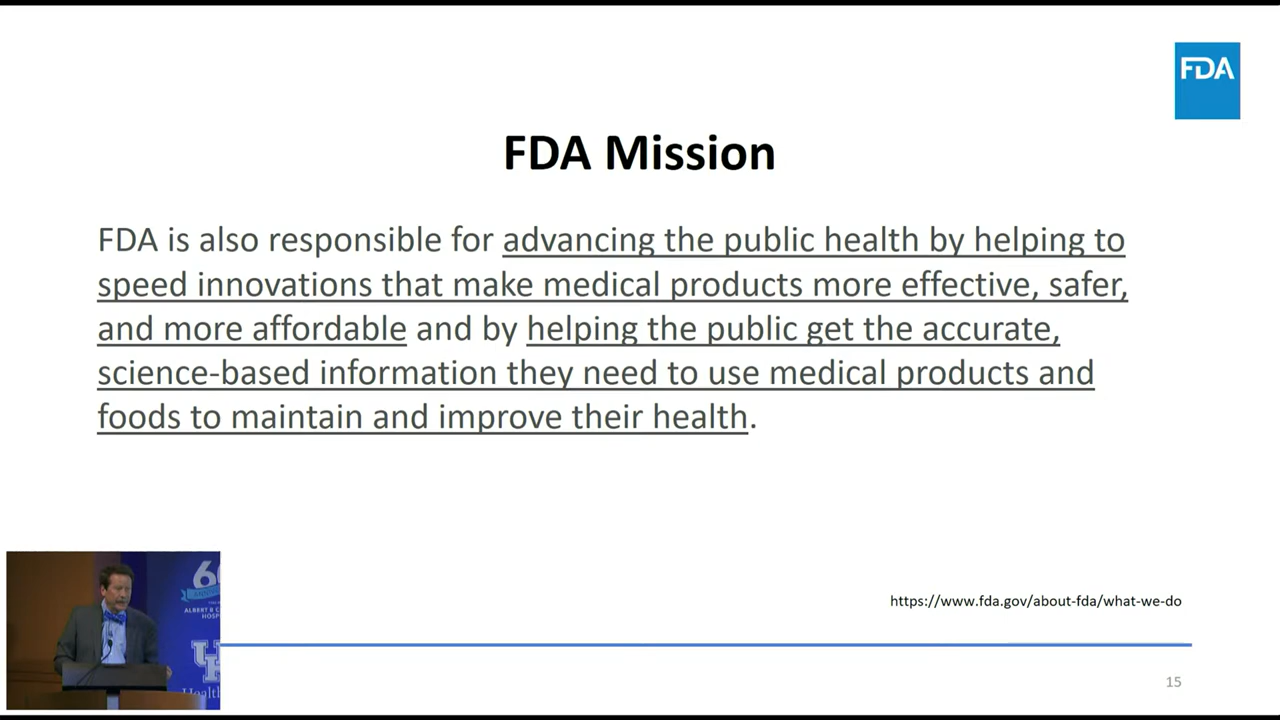 FDA
FDA Mission
FDA is also responsible for advancing the public health by helping to
speed innovations that make medical products more effective, safer,
and more affordable and by helping the public get the accurate,
science-based information they need to use medical products and
foods to maintain and improve their health.
https://www.fda.gov/about-fda/what-we-do
15
ALBERT B
UK
Health